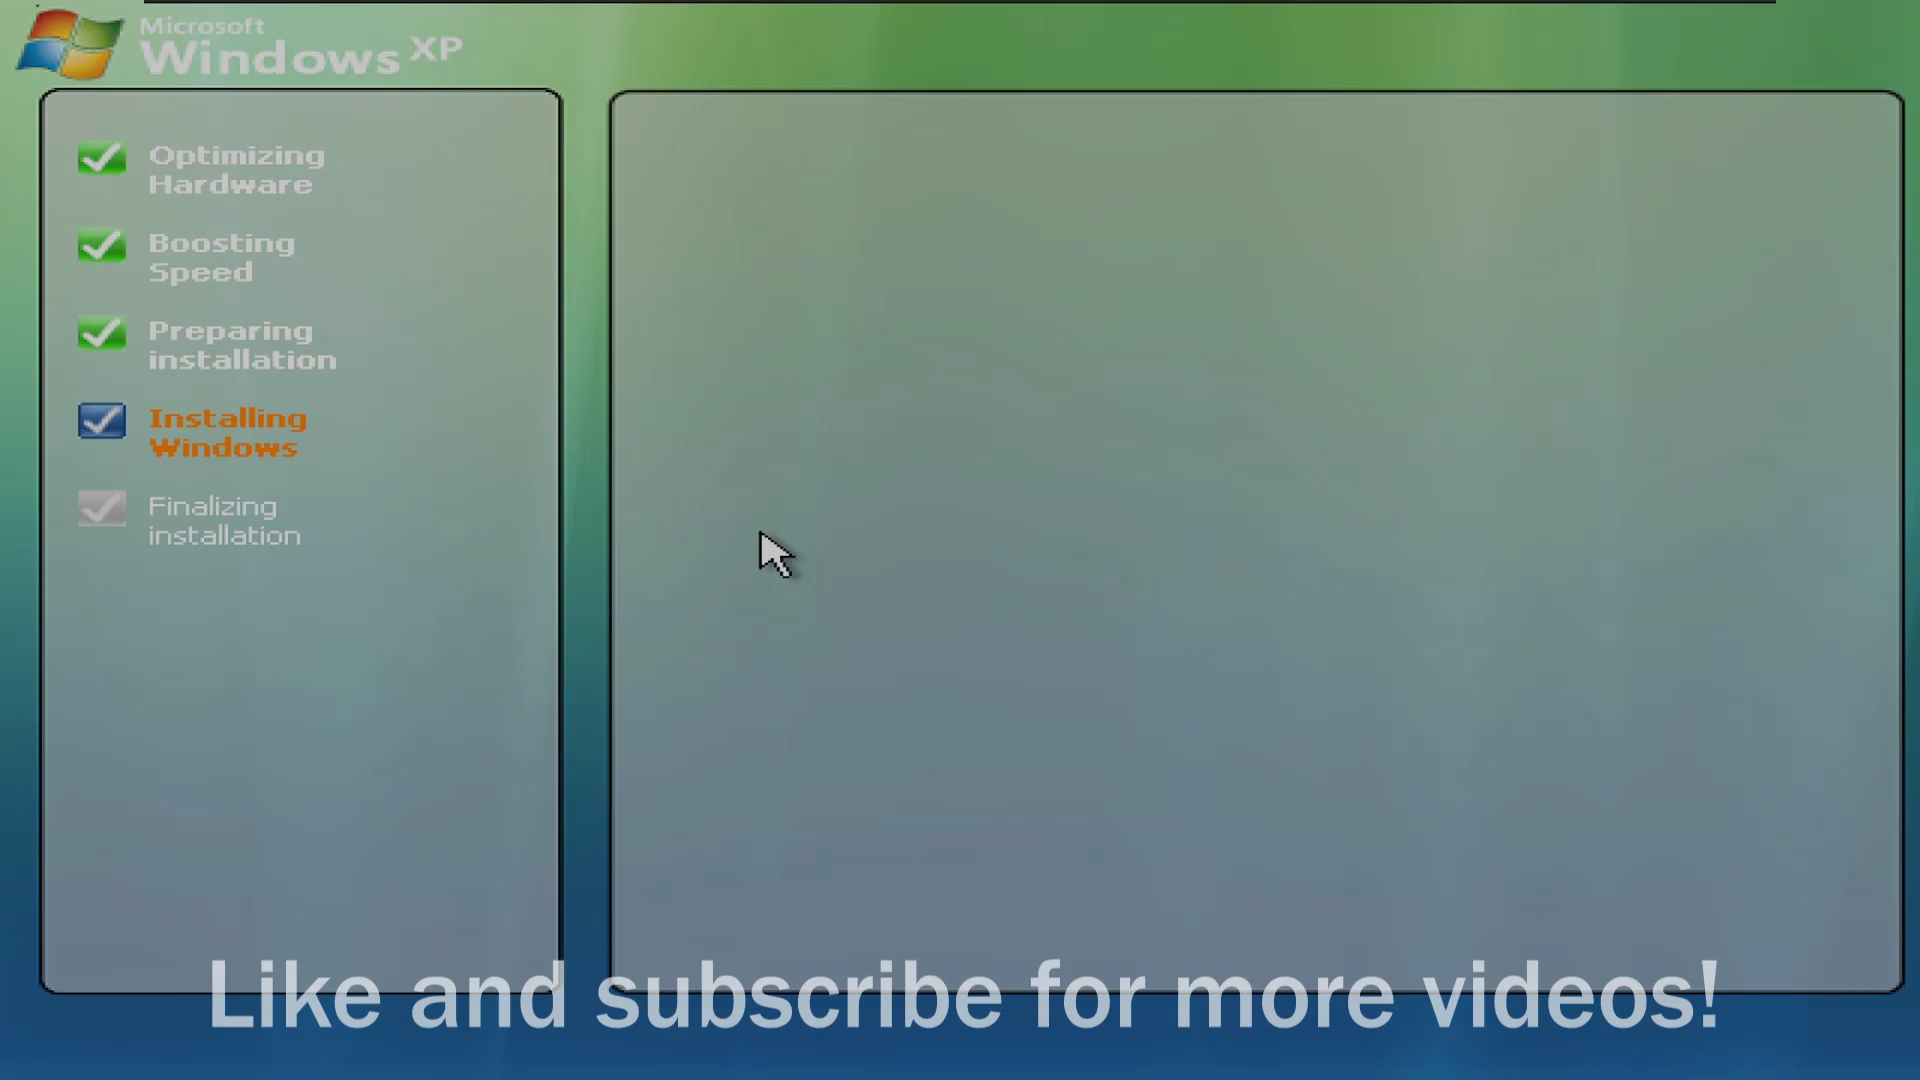 Microsoft
Windows XP
Optimizing
Hardware
Boosting
Speed
Preparing
installation
Installing
Windows
Finalizing
installation
Like and subscribe for more videos!